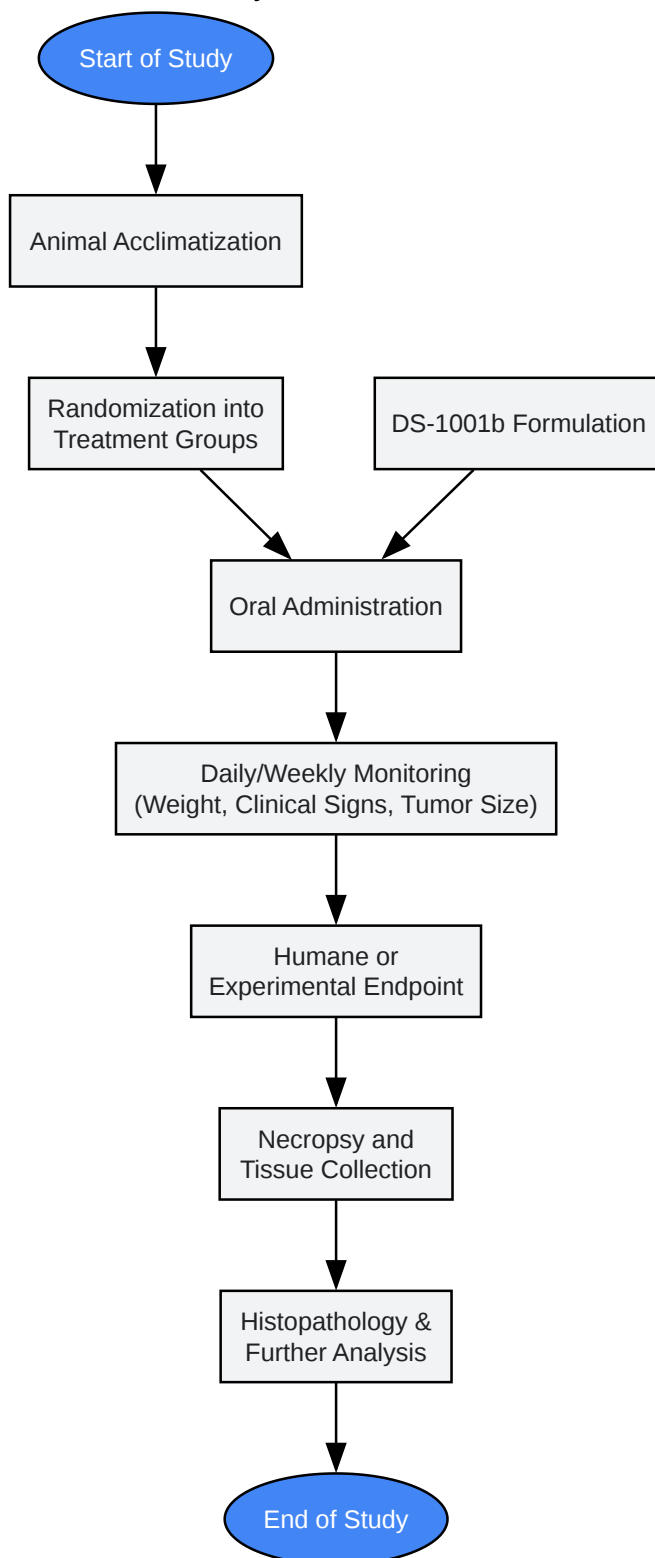 Start of Study
Animal Acclimatization
Randomization into
Treatment Groups
DS-1001b Formulation
Oral Administration
Daily/Weekly Monitoring
(Weight, Clinical Signs, Tumor Size)
Humane or
Experimental Endpoint
Necropsy and
Tissue Collection
Histopathology &
Further Analysis
End of Study